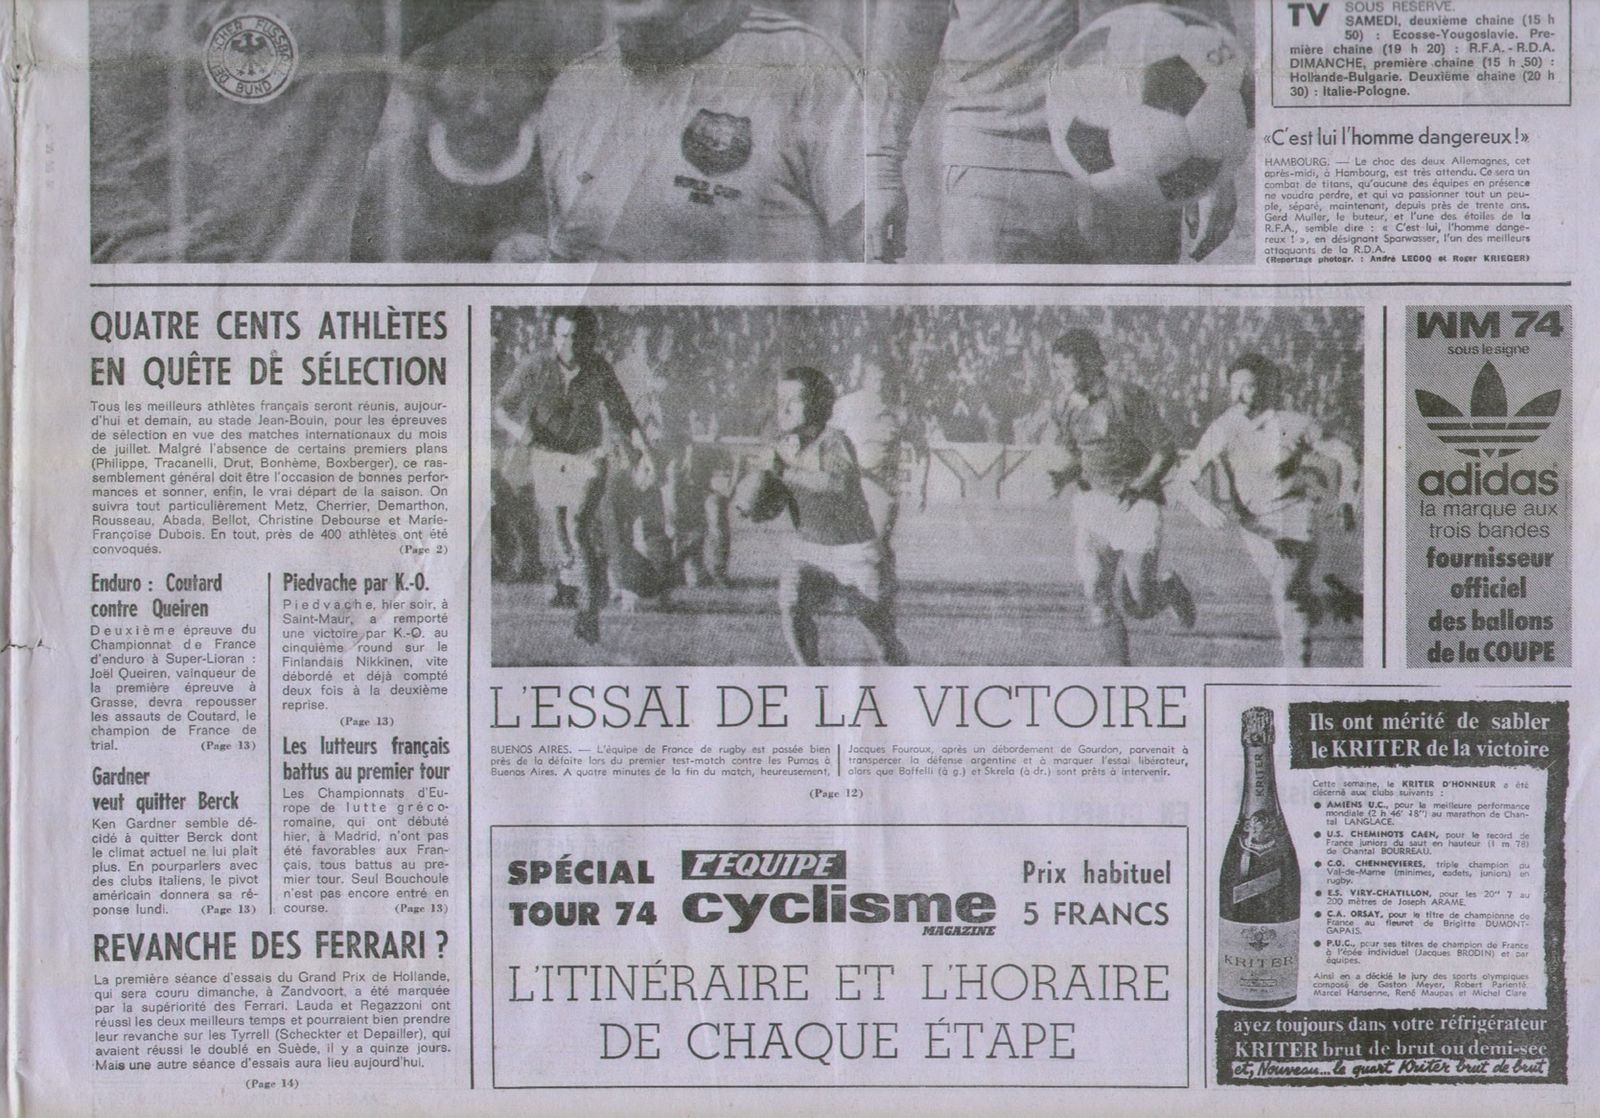 DEUTSCHER FUSSBALL
BUND
WORLD CUP
TV SOUS RESERVE.
SAMEDI, deuxième chaine (15 h
50) : Ecosse-Yougoslavie. Pre-
mière chaine (19 h 20) : R.F.A. - R.D.A.
DIMANCHE, première chaine (15 h 50) :
Hollande-Bulgarie. Deuxième chaine (20 h
30) : Italie-Pologne.
«C'est lui l'homme dangereux!»
HAMBOURG. — Le choc des deux Allemagnes, cet
après-midi, à Hambourg, est très attendu. Ce sera un
combat de titans, qu'aucune des équipes en présence
ne voudra perdre, et qui va passionner tout un peu-
ple, séparé, maintenant, depuis près de trente ans.
Gerd Muller, le buteur, et l'une des étoiles de la
R.F.A., semble dire : « C'est lui, l'homme dange-
reux ! », en désignant Sparwasser, l'un des meilleurs
attaquants de la R.D.A.
(Reportage photogr. : André LECOQ et Roger KRIEGER)
QUATRE CENTS ATHLÈTES
EN QUÊTE DE SÉLECTION
Tous les meilleurs athlètes français seront réunis, aujour-
d'hui et demain, au stade Jean-Bouin, pour les épreuves
de sélection en vue des matches internationaux du mois
de juillet. Malgré l'absence de certains premiers plans
(Philippe, Tracanelli, Drut, Bonhème, Boxberger), ce ras-
semblement général doit être l'occasion de bonnes perfor-
mances et sonner, enfin, le vrai départ de la saison. On
suivra tout particulièrement Metz, Cherrier, Demarthon,
Rousseau, Abada, Bellot, Christine Debourse et Marie-
Françoise Dubois. En tout, près de 400 athlètes ont été
convoqués. (Page 2)
Enduro : Coutard
contre Queiren
Deuxième épreuve du
Championnat de France
d'enduro à Super-Lioran :
Joël Queiren, vainqueur de
la première épreuve à
Grasse, devra repousser
les assauts de Coutard, le
champion de France de
trial. (Page 13)
Gardner
veut quitter Berck
Ken Gardner semble dé-
cidé à quitter Berck dont
le climat actuel ne lui plaît
plus. En pourparlers avec
des clubs italiens, le pivot
américain donnera sa ré-
ponse lundi. (Page 13)
Piedvache par K.-O.
Piedvache, hier soir, à
Saint-Maur, a remporté
une victoire par K.-O. au
cinquième round sur le
Finlandais Nikkinen, vite
débordé et déjà compté
deux fois à la deuxième
reprise.
(Page 13)
Les lutteurs français
battus au premier tour
Les Championnats d'Eu-
rope de lutte gréco-
romaine, qui ont débuté
hier, à Madrid, n'ont pas
été favorables aux Fran-
çais, tous battus au pre-
mier tour. Seul Bouchoule
n'est pas encore entré en
course. (Page 13)
REVANCHE DES FERRARI ?
La première séance d'essais du Grand Prix de Hollande,
qui sera couru dimanche, à Zandvoort, a été marquée
par la supériorité des Ferrari. Lauda et Regazzoni ont
réussi les deux meilleurs temps et pourraient bien prendre
leur revanche sur les Tyrrell (Scheckter et Depailler), qui
avaient réussi le doublé en Suède, il y a quinze jours.
Mais une autre séance d'essais aura lieu aujourd'hui.
(Page 14)
L'ESSAI DE LA VICTOIRE
BUENOS AIRES. — L'équipe de France de rugby est passée bien
près de la défaite lors du premier test-match contre les Pumas à
Buenos Aires. A quatre minutes de la fin du match, heureusement,
Jacques Fouroux, après un débordement de Gourdon, parvenait à
transpercer la défense argentine et à marquer l'essai libérateur,
alors que Boffelli (à g.) et Skrela (à dr.) sont prêts à intervenir.
(Page 12)
SPÉCIAL
TOUR 74
L'ÉQUIPE
cyclisme
MAGAZINE
Prix habituel
5 FRANCS
L'ITINÉRAIRE ET L'HORAIRE
DE CHAQUE ÉTAPE
WM 74
sous le signe
adidas
la marque aux
trois bandes
fournisseur
officiel
des ballons
de la COUPE
Ils ont mérité de sabler
le KRITER de la victoire
Cette semaine, le KRITER D'HONNEUR a été
décerné aux clubs suivants :
● AMIENS U.C., pour la meilleure performance
mondiale (2 h 46' 18") au marathon de Chan-
tal LANGLACE.
● U.S. CHEMINOTS CAEN, pour le record de
France juniors du saut en hauteur (1 m 78)
de Chantal BOURREAU.
● C.O. CHENNEVIERES, triple champion du
Val-de-Marne (minimes, cadets, juniors) en
rugby.
● E.S. VIRY-CHATILLON, pour les 20" 7 au
200 mètres de Joseph ARAME.
● C.A. ORSAY, pour le titre de championne de
France au fleuret de Brigitte DUMONT-
GAPAIS.
● P.U.C., pour ses titres de champion de France
à l'épée individuel (Jacques BRODIN) et par
équipes.
Ainsi en a décidé le jury des sports olympiques
composé de Gaston Meyer, Robert Parienté,
Marcel Hansenne, René Maupas et Michel Clare
KRITER
KRITER
ayez toujours dans votre réfrigérateur
KRITER brut de brut ou demi-sec
et, Nouveau... le quart Kriter brut de brut